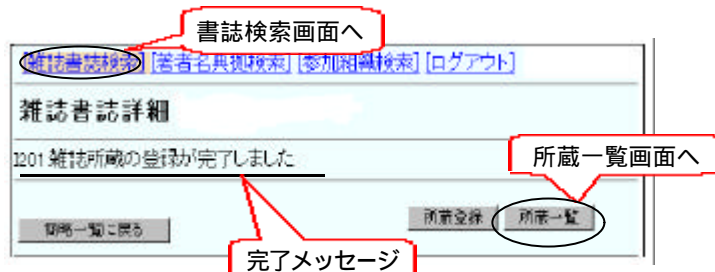 書誌検索画面へ
[雑誌書誌検索] [著者名典拠検索] [参加組織検索] [ログアウト]
雑誌書誌詳細
I201 雑誌所蔵の登録が完了しました
所蔵一覧画面へ
簡略一覧に戻る 所蔵登録 所蔵一覧
完了メッセージ